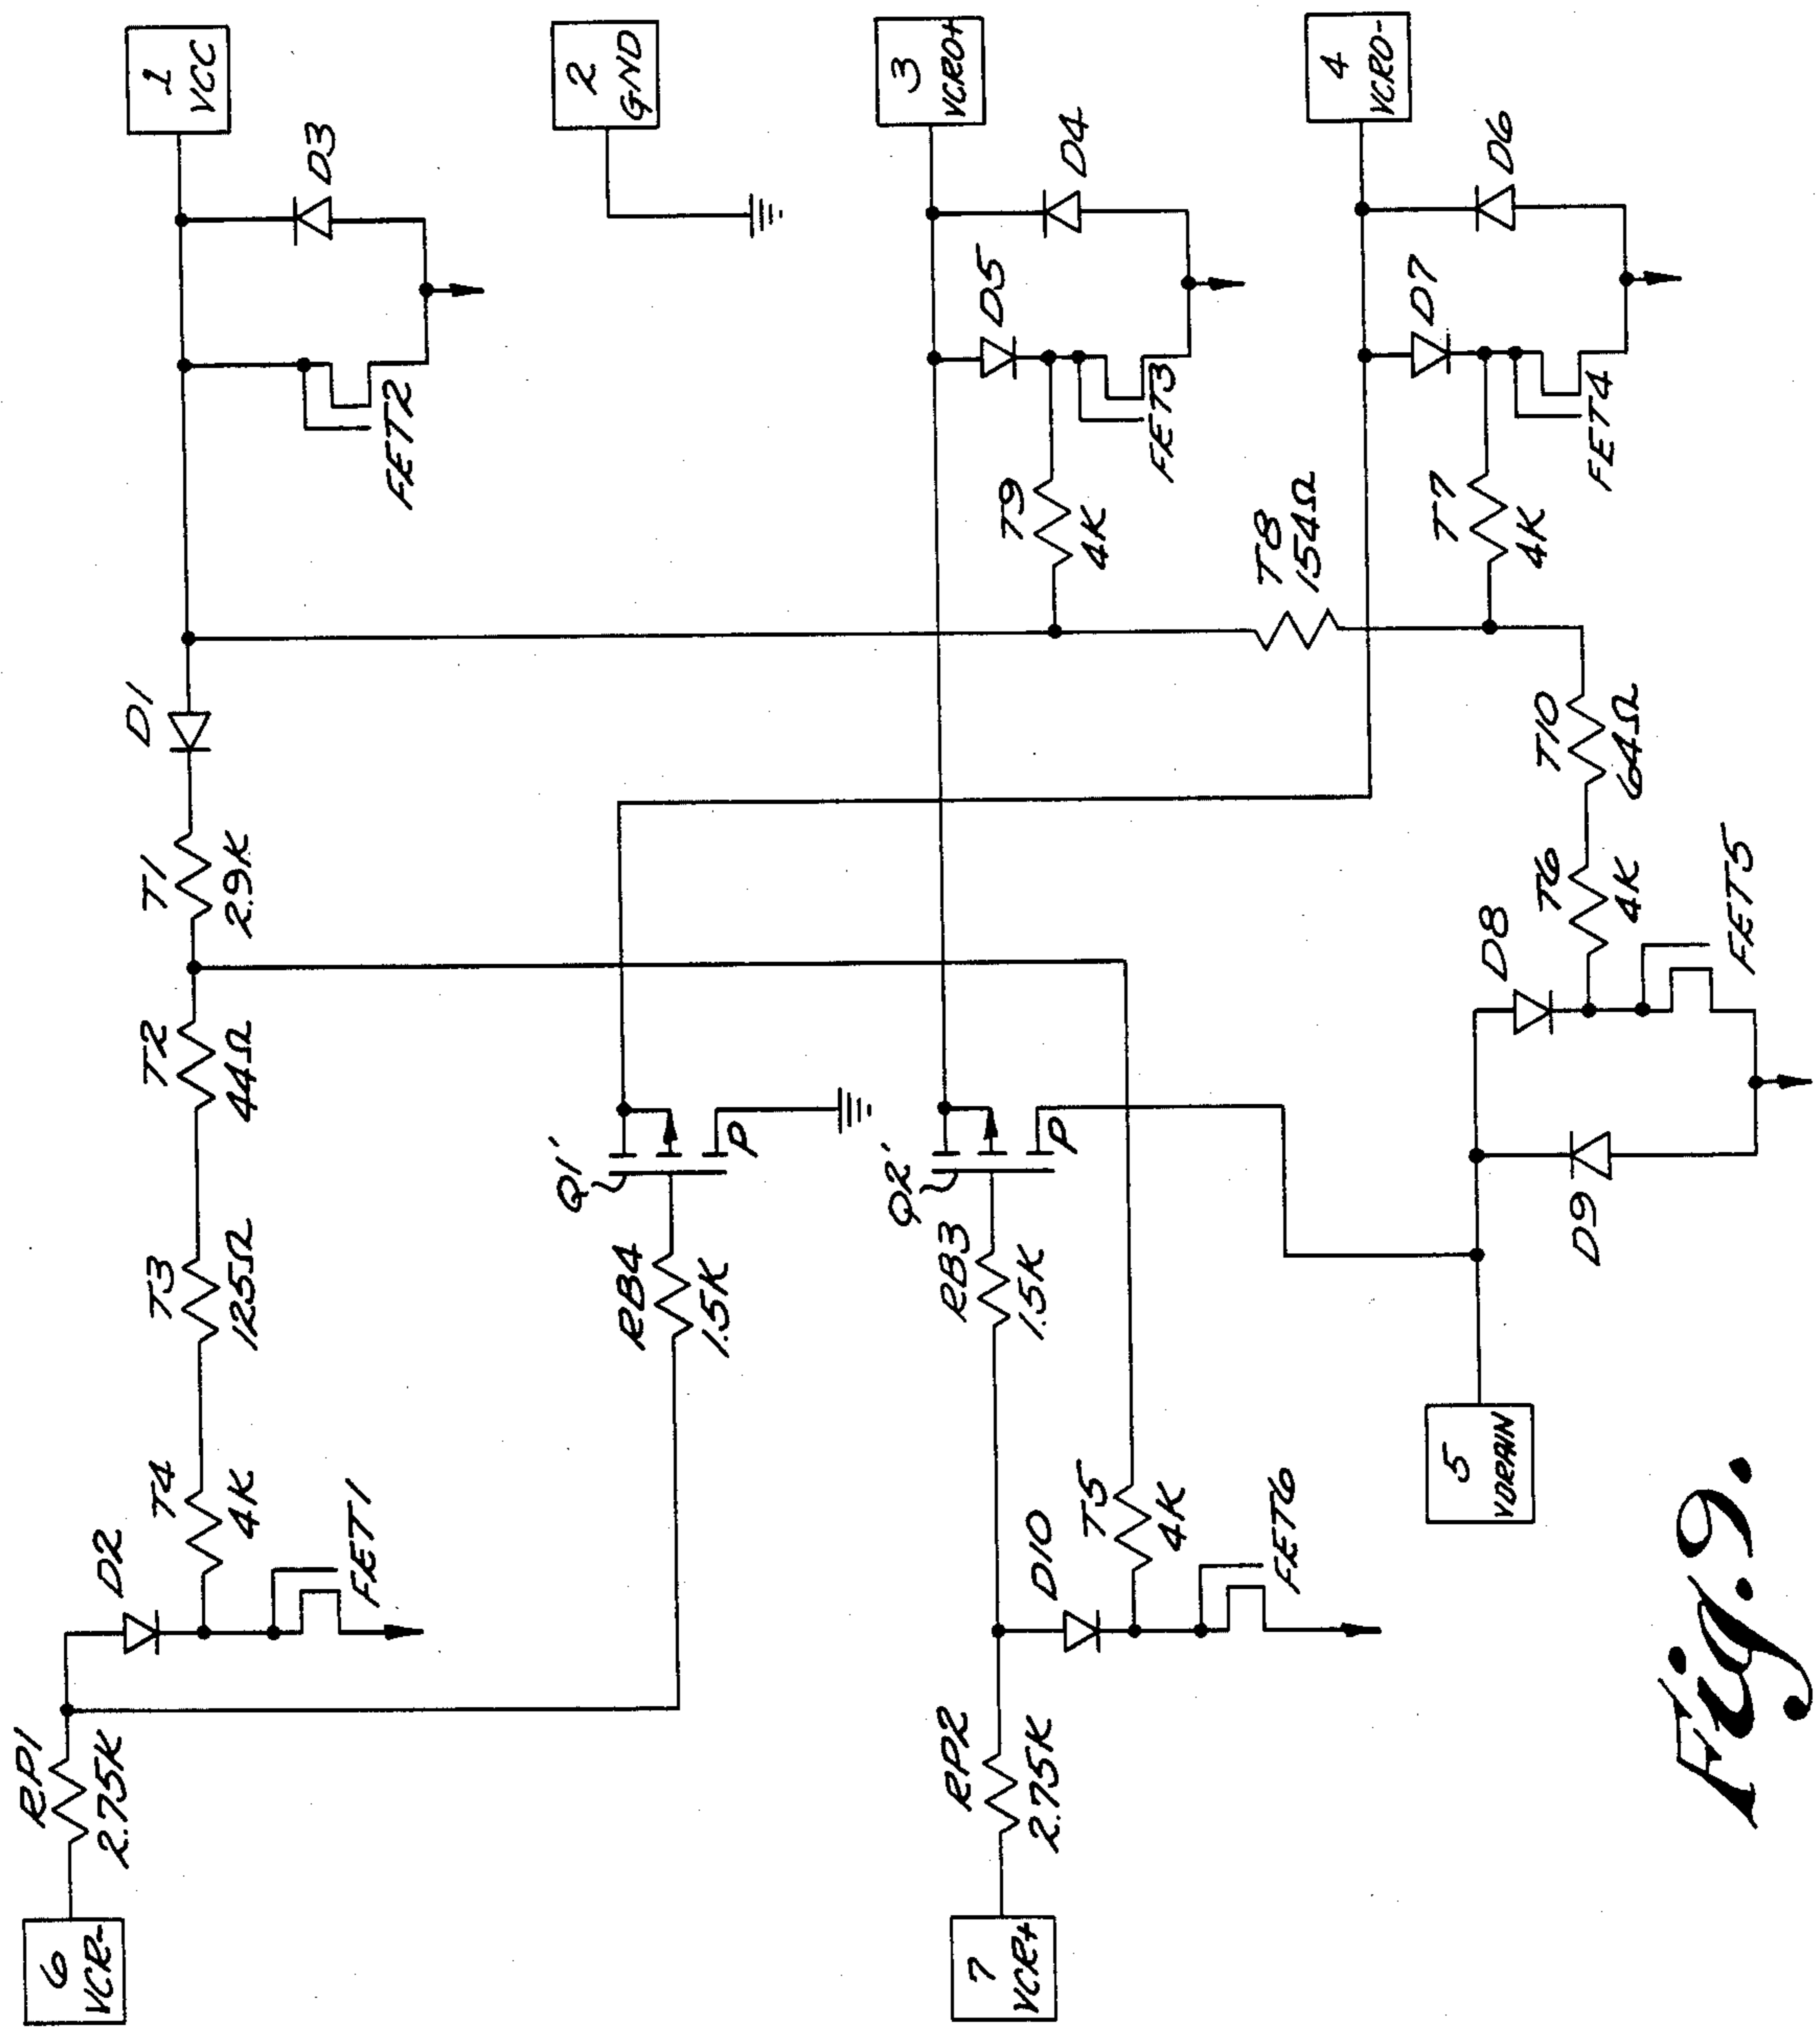 1
VCC
2
GND
3
VCRO+
4
VCRO-
D3
FET2
D4
D5
FET3
D6
D7
FET4
T9
4K
T8
154Ω
T7
4K
D1
T1
2.9K
T2
44Ω
T3
125Ω
T4
4K
D2
FET1
RP1
2.75K
6
VCR-
Q1'
P
RB4
1.5K
Q2'
P
RB3
1.5K
D10
T5
4K
FET6
RP2
2.75K
7
VCR+
T10
64Ω
T6
4K
D8
FET5
D9
5
VDRAIN
Fig. 9.